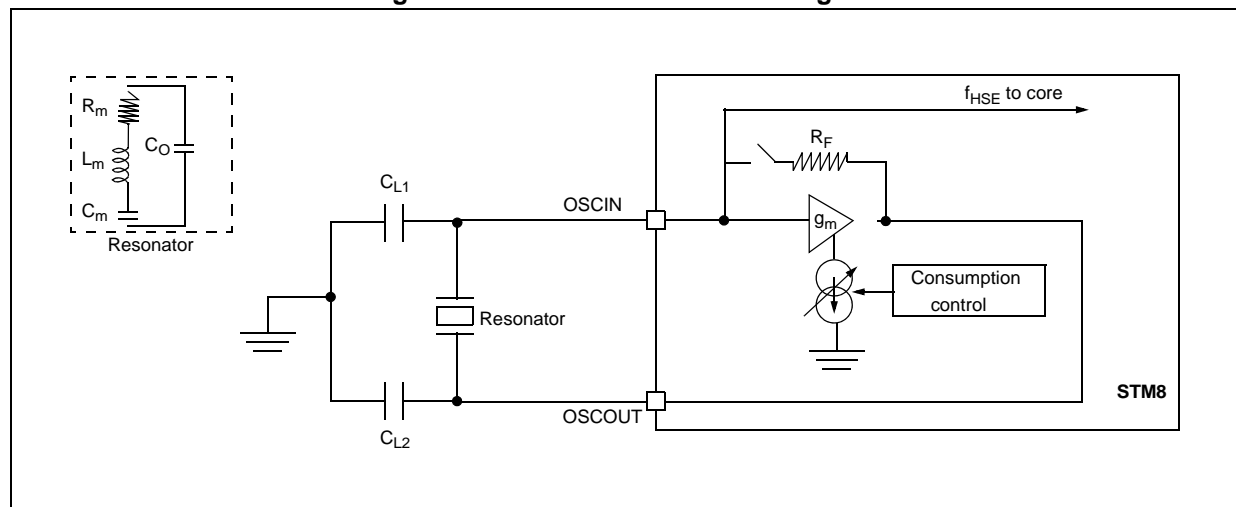 R_m
L_m
C_O
C_m
Resonator
C_L1
C_L2
Resonator
OSCIN
OSCOUT
f_HSE to core
R_F
g_m
Consumption
control
STM8